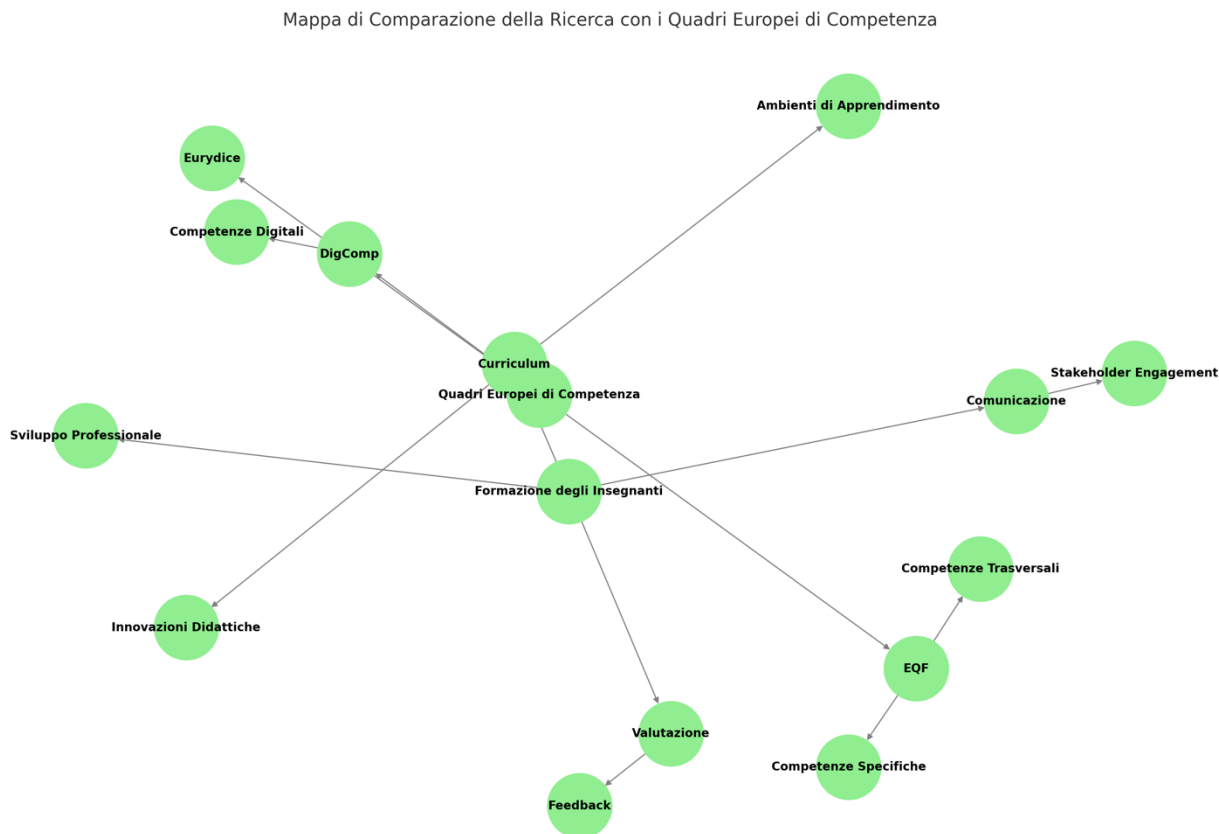 Mappa di Comparazione della Ricerca con i Quadri Europei di Competenza
Ambienti di Apprendimento
Eurydice
Competenze Digitali
DigComp
Curriculum
Stakeholder Engagement
Quadri Europei di Competenza
Comunicazione
Sviluppo Professionale
Formazione degli Insegnanti
Competenze Trasversali
Innovazioni Didattiche
EQF
Valutazione
Competenze Specifiche
Feedback